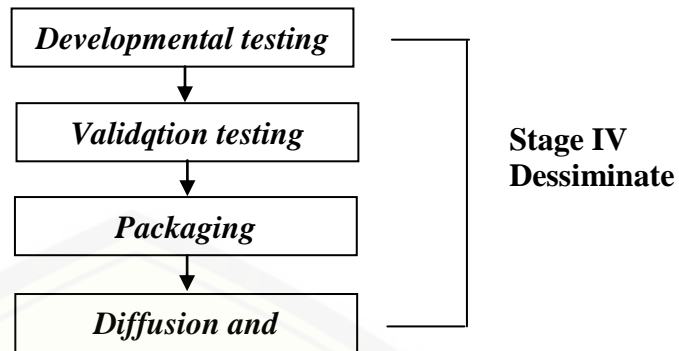 Developmental testing
Validqtion testing
Stage IV
Dessiminate
Packaging
Diffusion and